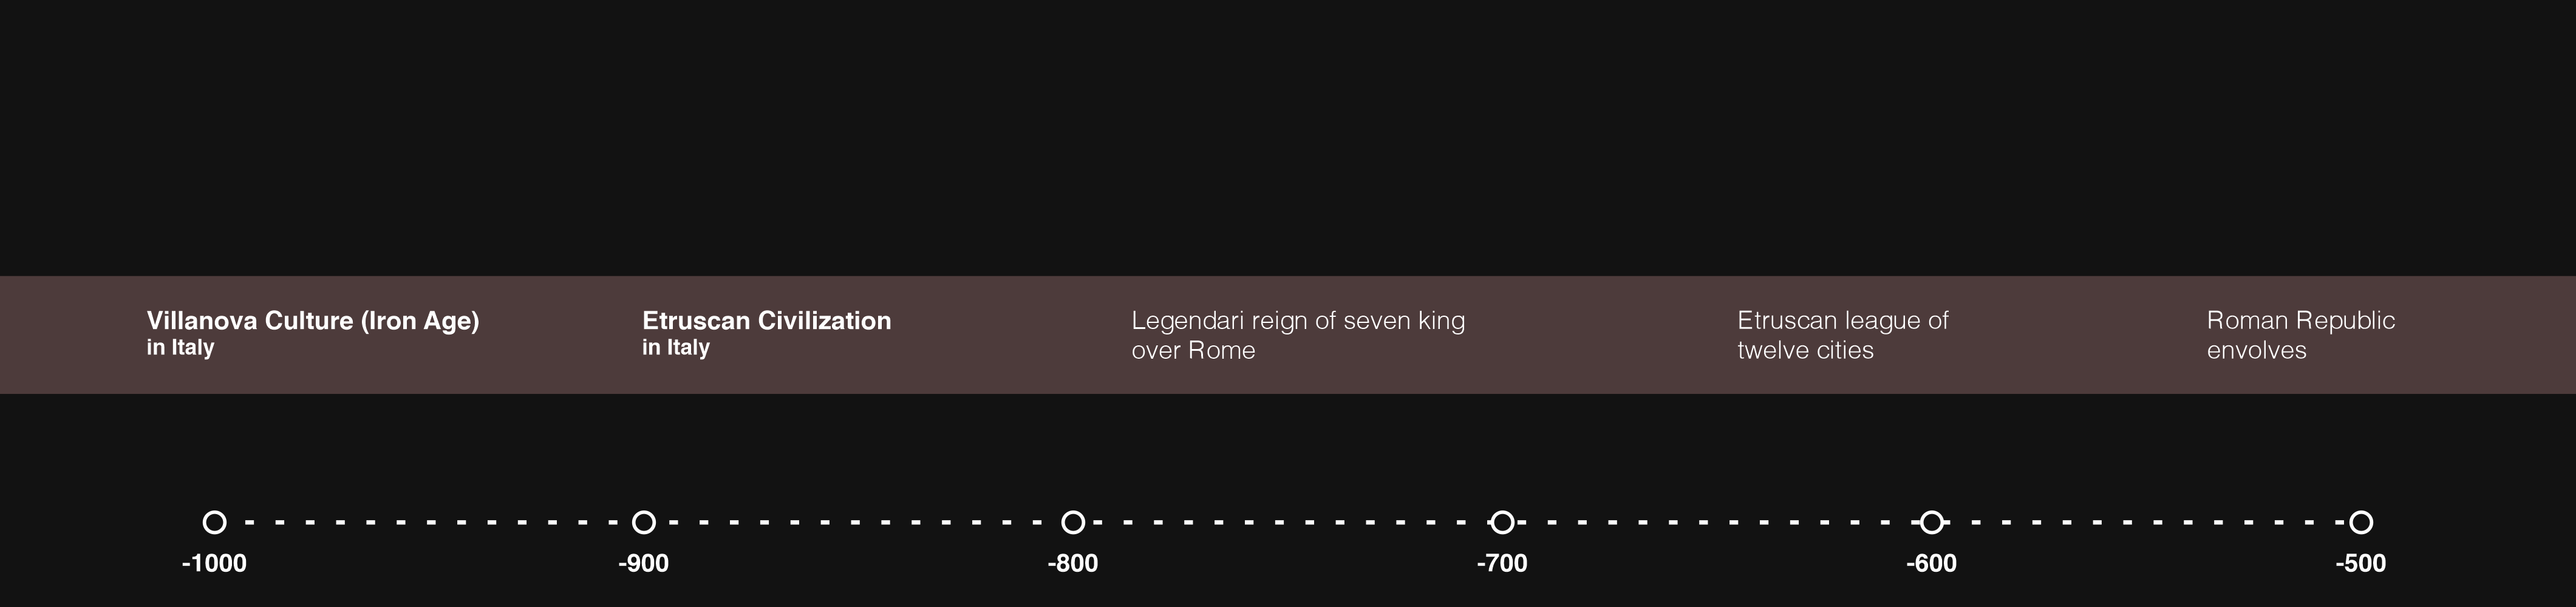 Villanova Culture (Iron Age)
in Italy
Etruscan Civilization
in Italy
Legendari reign of seven king
over Rome
Etruscan league of
twelve cities
Roman Republic
envolves
-1000
-900
-800
-700
-600
-500